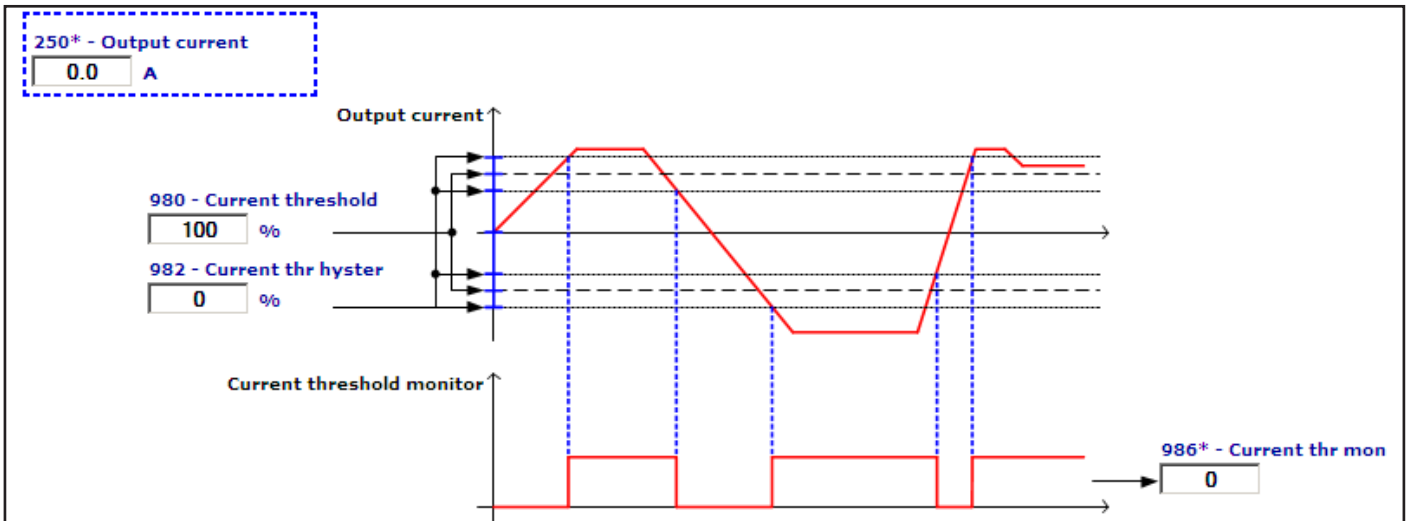 250* - Output current
0.0 A
Output current
980 - Current threshold
100 %
982 - Current thr hyster
0 %
Current threshold monitor
986* - Current thr mon
0